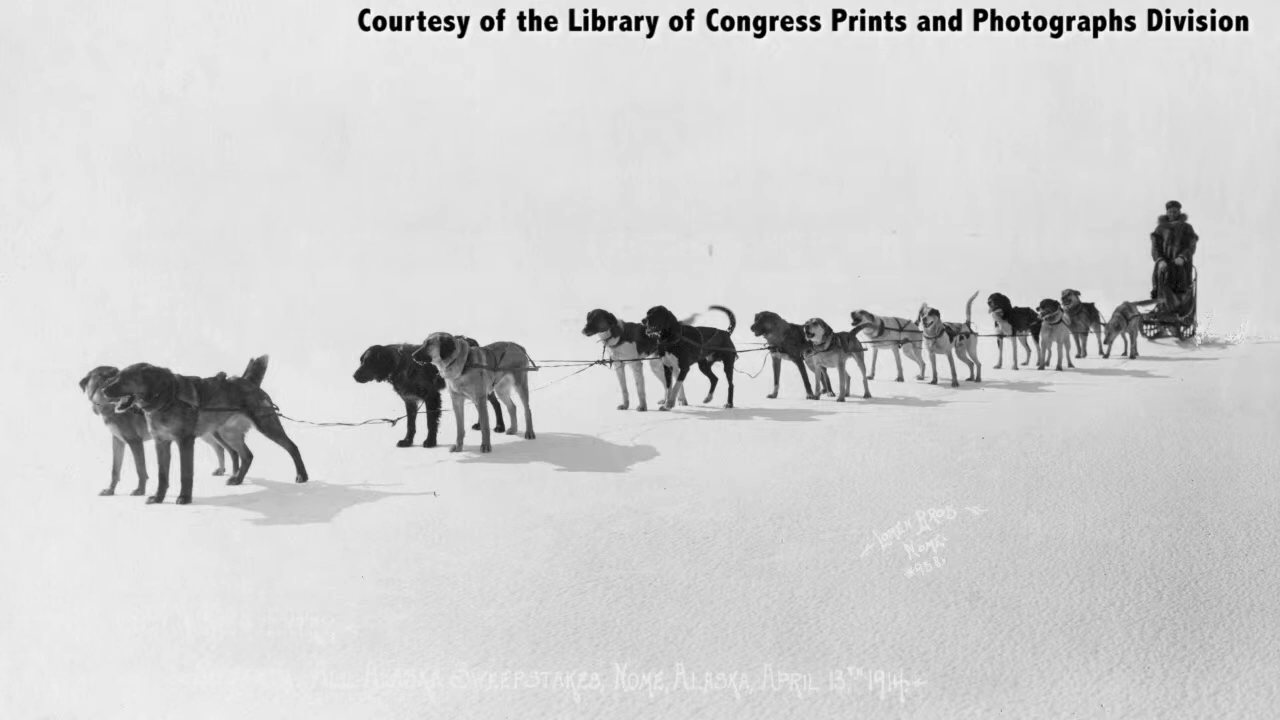 Courtesy of the Library of Congress Prints and Photographs Division
Lomen Bros
Nome
All Alaska Sweepstakes, Nome, Alaska, April 13th 1914